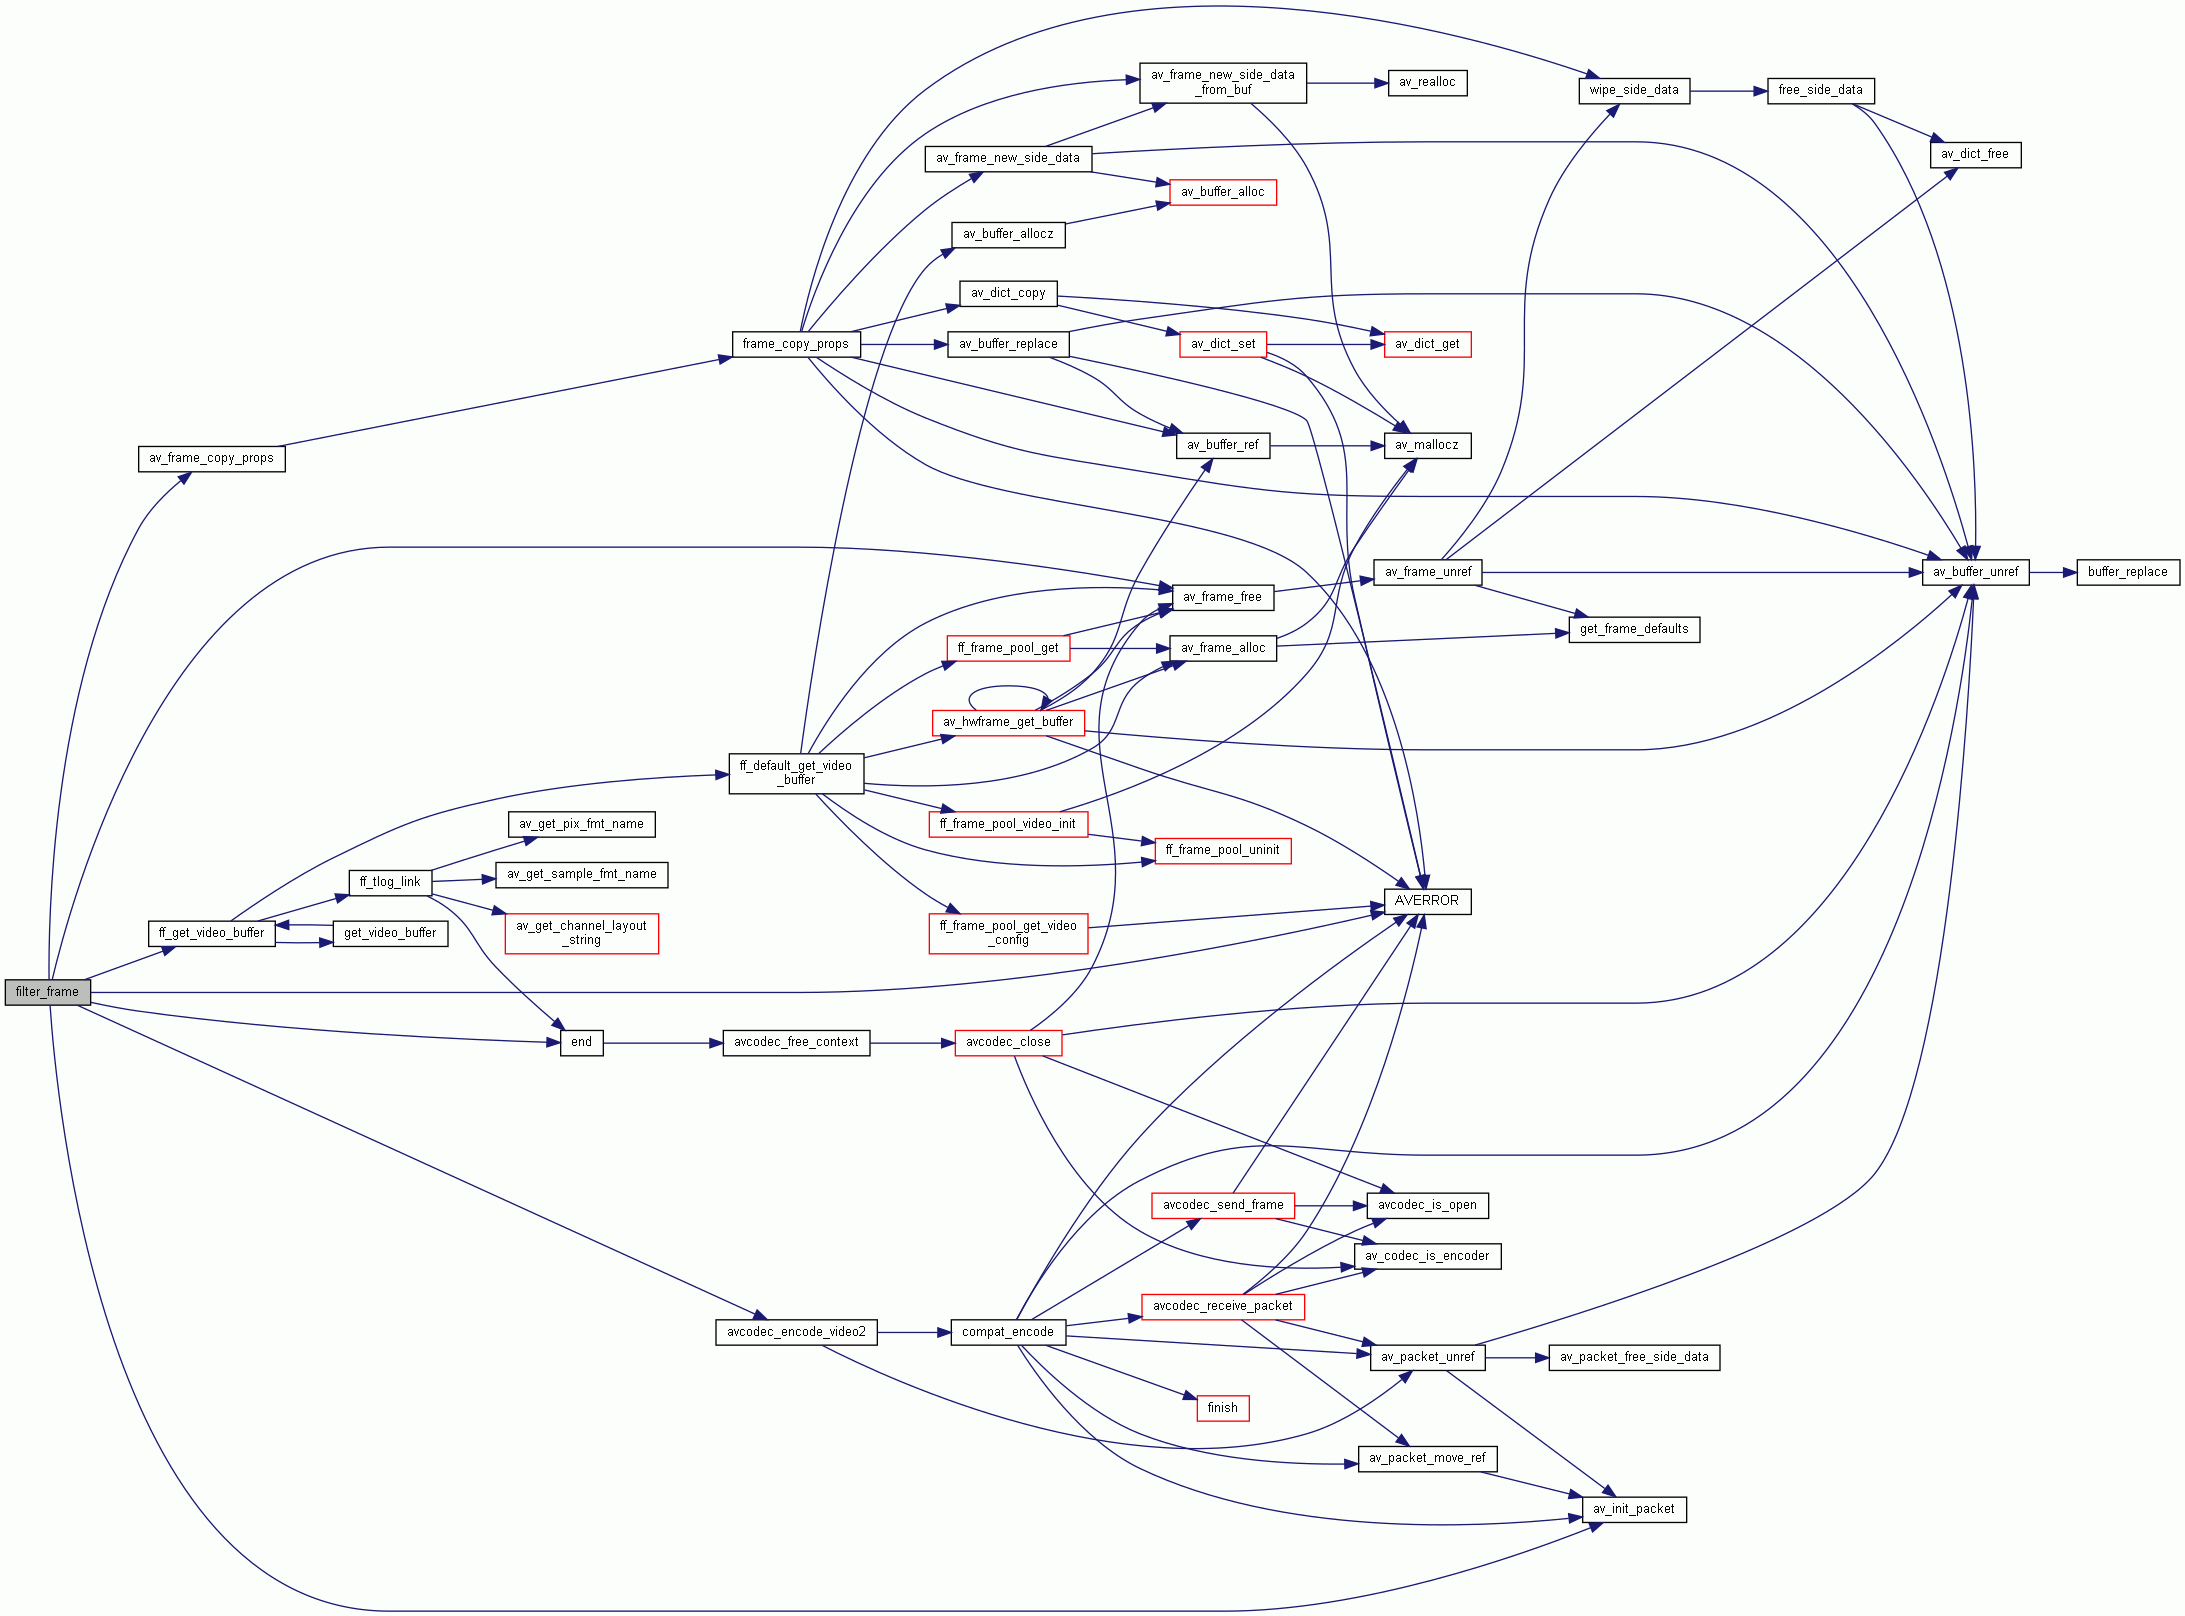 av_frame_new_side_data
_from_buf
av_realloc
wipe_side_data
free_side_data
av_frame_new_side_data
av_dict_free
av_buffer_alloc
av_buffer_allocz
av_dict_copy
frame_copy_props
av_buffer_replace
av_dict_set
av_dict_get
av_frame_copy_props
av_buffer_ref
av_mallocz
av_frame_unref
av_buffer_unref
buffer_replace
av_frame_free
get_frame_defaults
ff_frame_pool_get
av_frame_alloc
av_hwframe_get_buffer
ff_default_get_video
_buffer
av_get_pix_fmt_name
ff_frame_pool_video_init
ff_frame_pool_uninit
ff_tlog_link
av_get_sample_fmt_name
AVERROR
ff_get_video_buffer
get_video_buffer
av_get_channel_layout
_string
ff_frame_pool_get_video
_config
filter_frame
end
avcodec_free_context
avcodec_close
avcodec_send_frame
avcodec_is_open
av_codec_is_encoder
avcodec_receive_packet
avcodec_encode_video2
compat_encode
av_packet_unref
av_packet_free_side_data
finish
av_packet_move_ref
av_init_packet